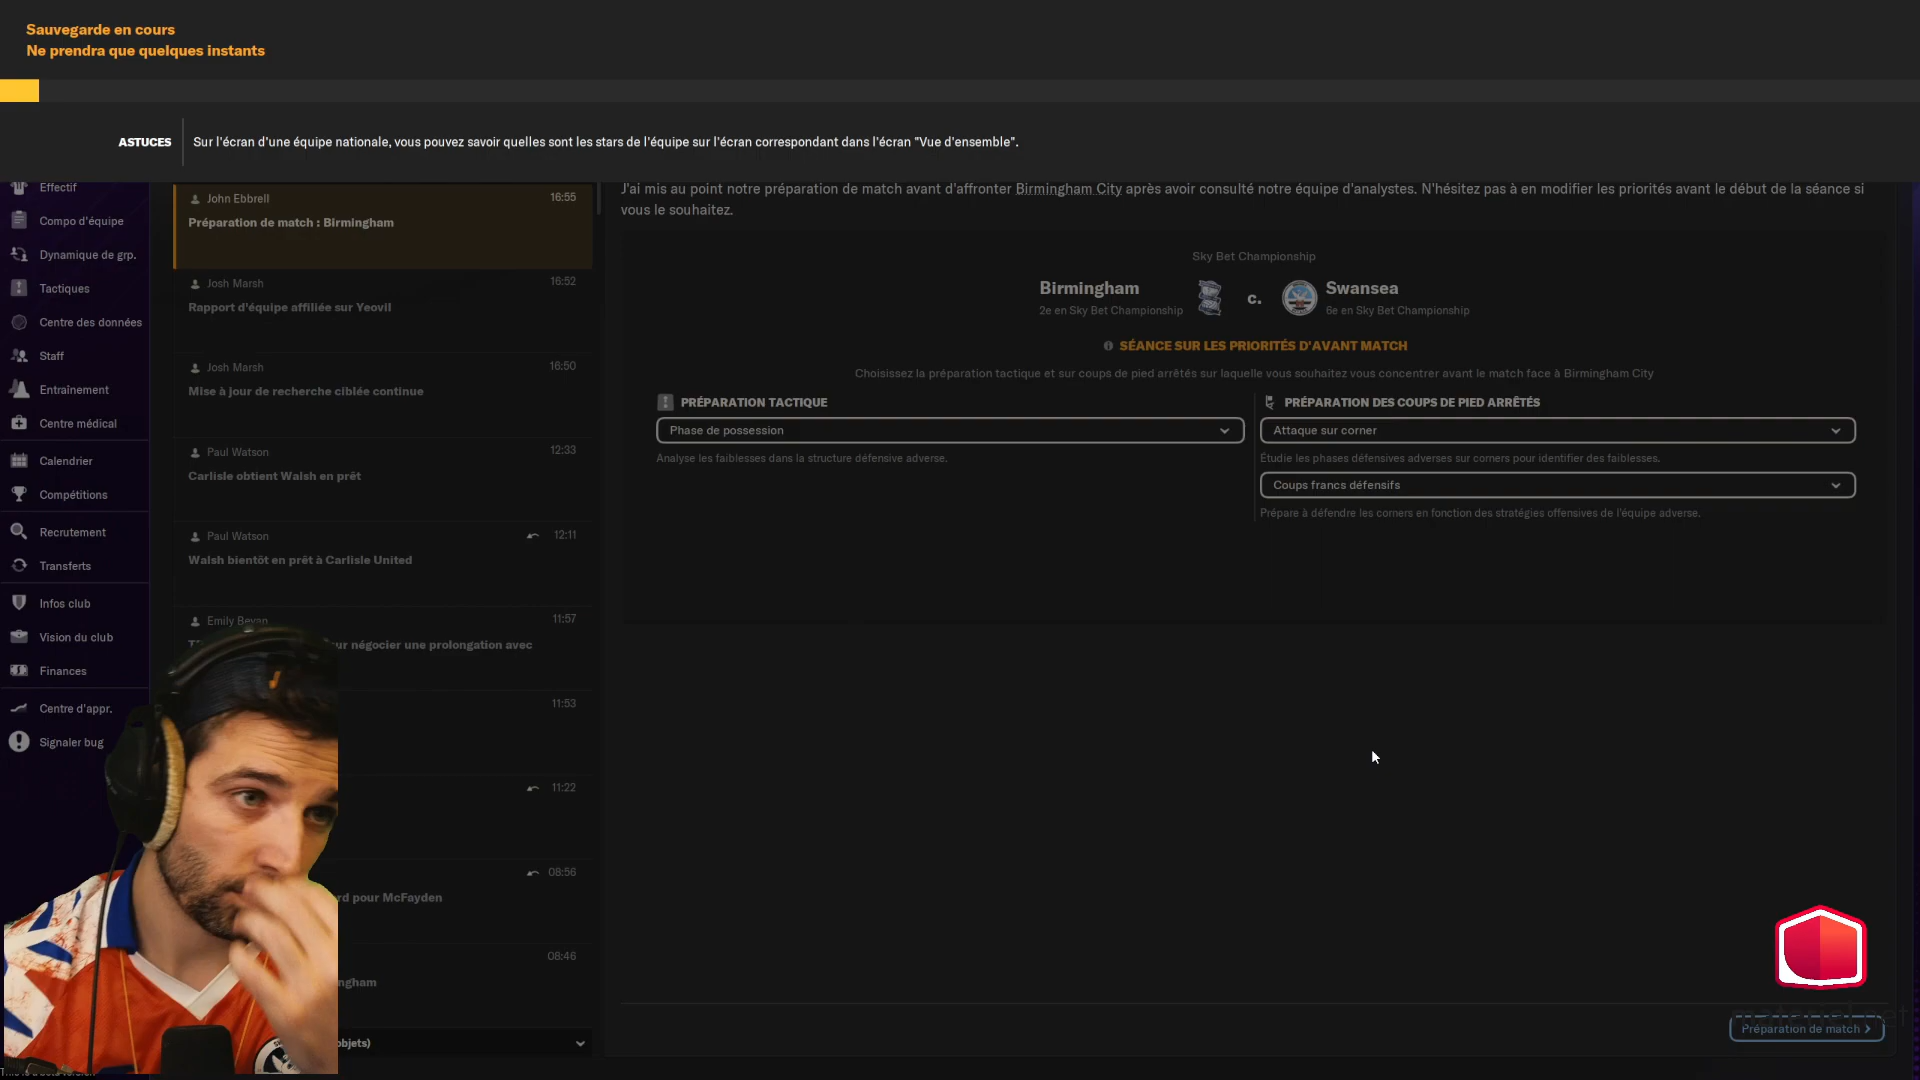 Sauvegarde en cours
Ne prendra que quelques instants
ASTUCES
Sur l'écran d'une équipe nationale, vous pouvez savoir quelles sont les stars de l'équipe sur l'écran correspondant dans l'écran "Vue d'ensemble".
Effectif
Compo d'équipe
Dynamique de grp.
Tactiques
Centre des données
Staff
Entraînement
Centre médical
Calendrier
Compétitions
Recrutement
Transferts
Infos club
Vision du club
Finances
Centre d'appr.
Signaler bug
John Ebbrell 16:55
Préparation de match : Birmingham
Josh Marsh 16:52
Rapport d'équipe affiliée sur Yeovil
Josh Marsh 16:50
Mise à jour de recherche ciblée continue
Paul Watson 12:33
Carlisle obtient Walsh en prêt
Paul Watson 12:11
Walsh bientôt en prêt à Carlisle United
Emily Bevan 11:57
ur négocier une prolongation avec
11:53
11:22
08:56
rd pour McFayden
08:46
ngham
objets)
J'ai mis au point notre préparation de match avant d'affronter Birmingham City après avoir consulté notre équipe d'analystes. N'hésitez pas à en modifier les priorités avant le début de la séance si
vous le souhaitez.
Sky Bet Championship
Birmingham c. Swansea
2e en Sky Bet Championship 6e en Sky Bet Championship
SÉANCE SUR LES PRIORITÉS D'AVANT MATCH
Choisissez la préparation tactique et sur coups de pied arrêtés sur laquelle vous souhaitez vous concentrer avant le match face à Birmingham City
PRÉPARATION TACTIQUE
Phase de possession
Analyse les faiblesses dans la structure défensive adverse.
PRÉPARATION DES COUPS DE PIED ARRÊTÉS
Attaque sur corner
Étudie les phases défensives adverses sur corners pour identifier des faiblesses.
Coups francs défensifs
Prépare à défendre les corners en fonction des stratégies offensives de l'équipe adverse.
Préparation de match